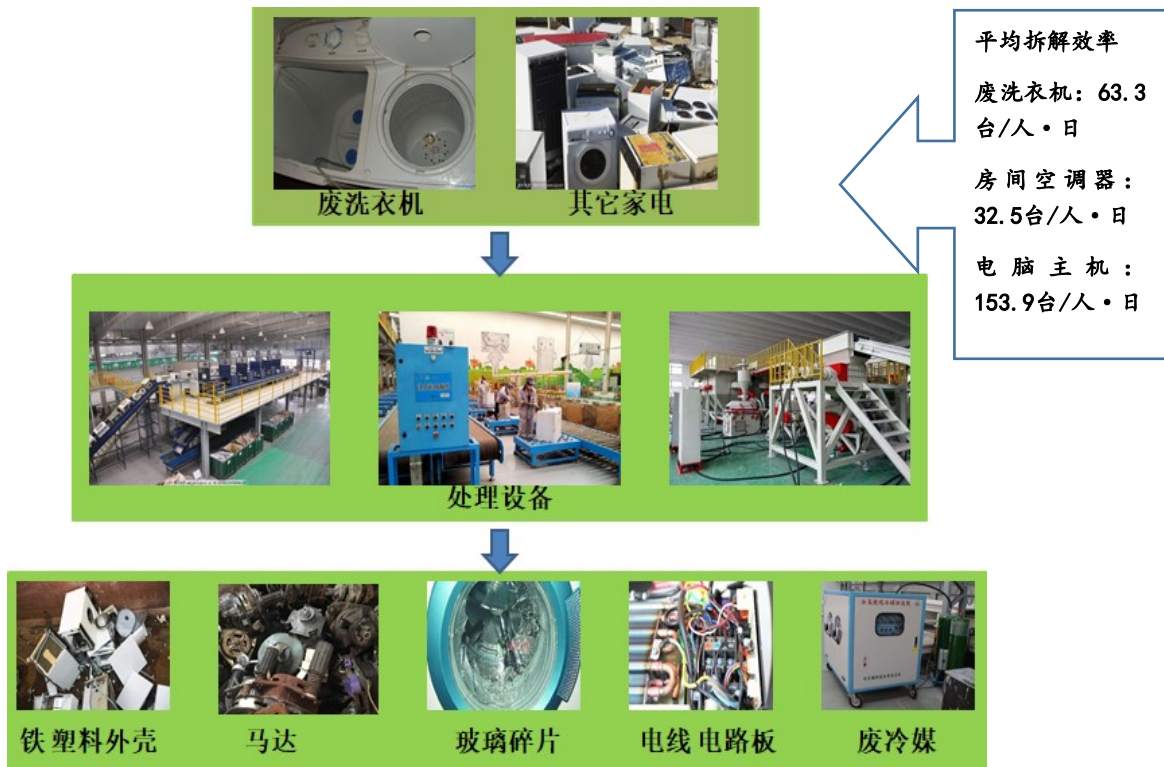 平均拆解效率
废洗衣机：63.3
台/人·日
房间空调器：
32.5台/人·日
电脑主机：
153.9台/人·日
废洗衣机
其它家电
处理设备
铁 塑料外壳
马达
玻璃碎片
电线 电路板
废冷媒